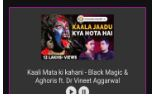 KAALA JAADU
KYA HOTA HAI
12 LAKH+ VIEWS
Kaali Mata ki kahani - Black Magic &
Aghoris ft. Dr Vineet Aggarwal